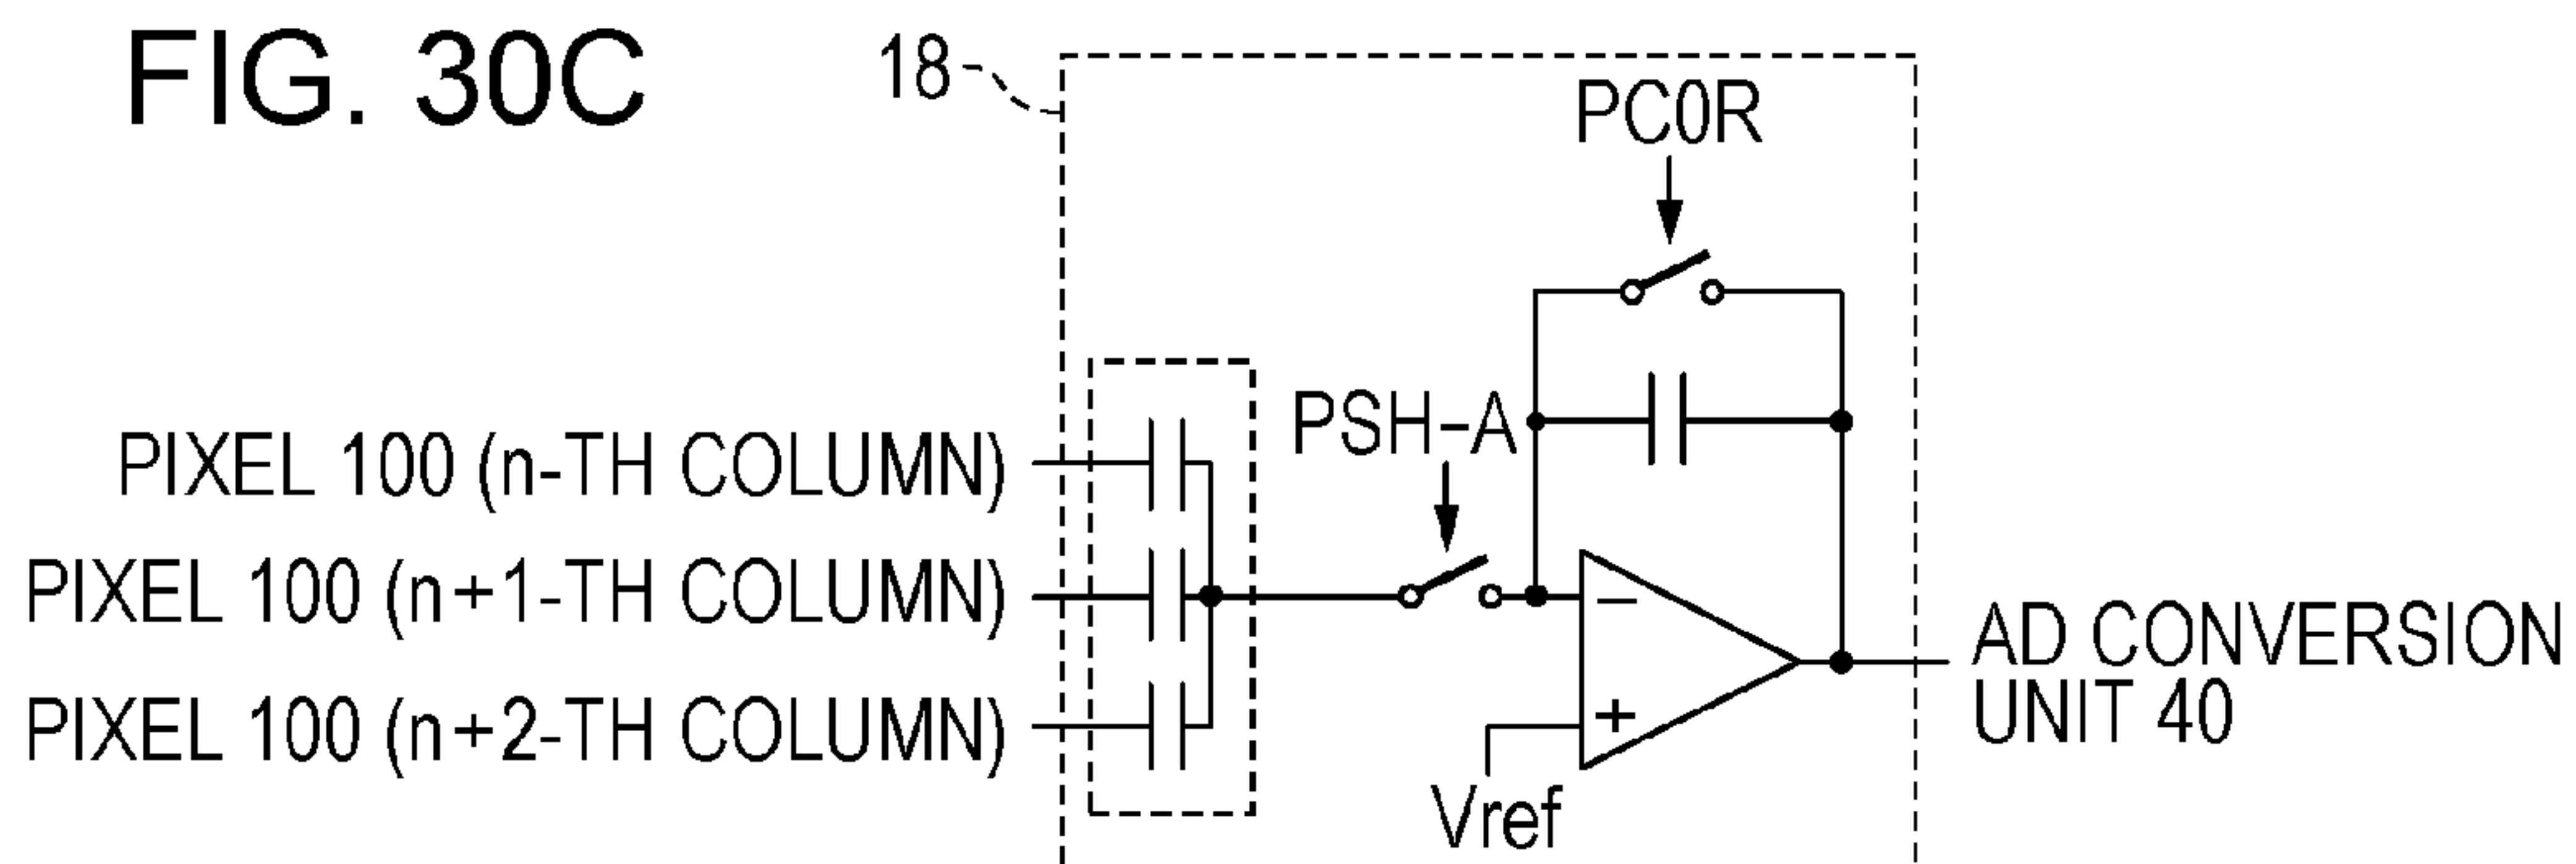 FIG. 30C
18
PC0R
PSH-A
PIXEL 100 (n-TH COLUMN)
PIXEL 100 (n+1-TH COLUMN)
PIXEL 100 (n+2-TH COLUMN)
−
+
Vref
AD CONVERSION
UNIT 40